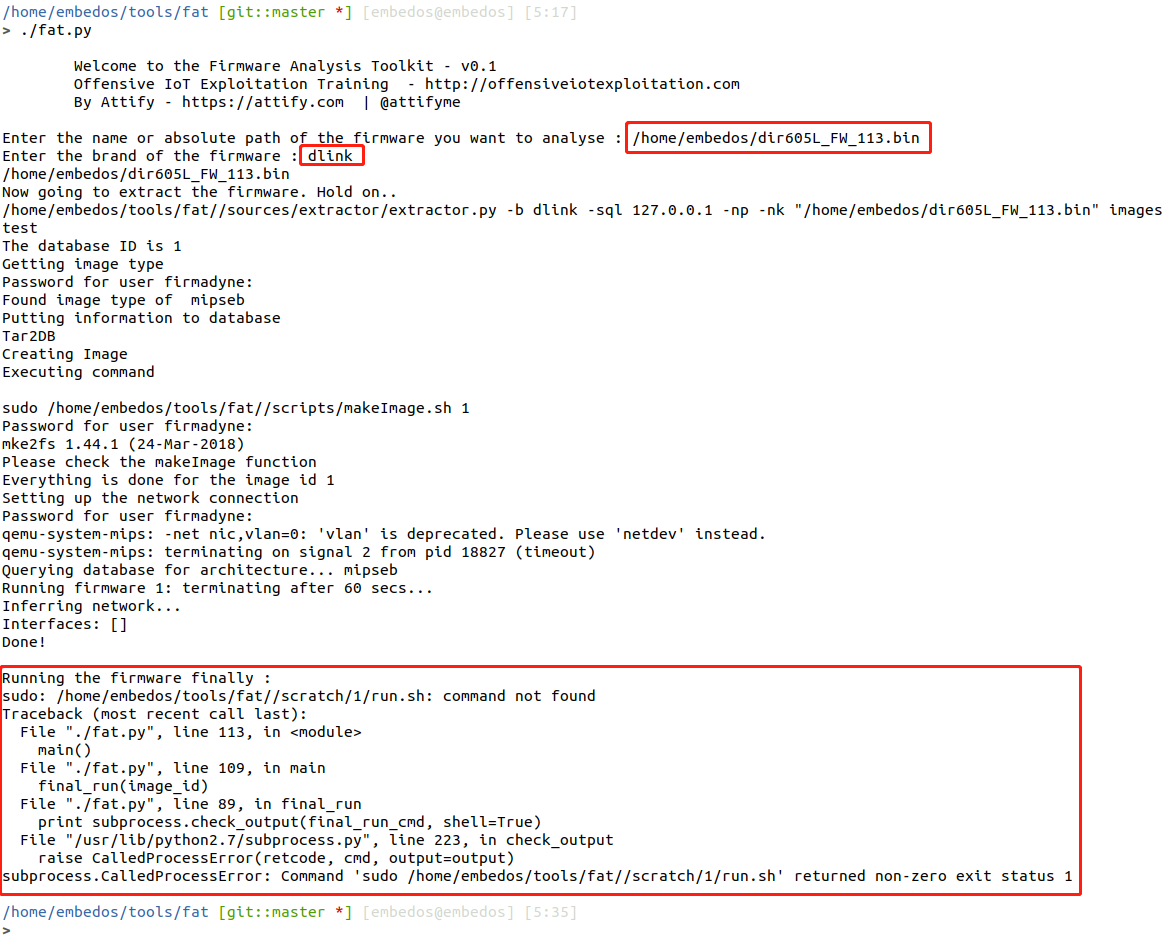 /home/embedos/tools/fat [git::master *] [embedos@embedos] [5:17]
> ./fat.py
Welcome to the Firmware Analysis Toolkit - v0.1
Offensive IoT Exploitation Training  - http://offensiveiotexploitation.com
By Attify - https://attify.com  | @attifyme
Enter the name or absolute path of the firmware you want to analyse : /home/embedos/dir605L_FW_113.bin
Enter the brand of the firmware : dlink
/home/embedos/dir605L_FW_113.bin
Now going to extract the firmware. Hold on..
/home/embedos/tools/fat//sources/extractor/extractor.py -b dlink -sql 127.0.0.1 -np -nk "/home/embedos/dir605L_FW_113.bin" images
test
The database ID is 1
Getting image type
Password for user firmadyne:
Found image type of  mipseb
Putting information to database
Tar2DB
Creating Image
Executing command
sudo /home/embedos/tools/fat//scripts/makeImage.sh 1
Password for user firmadyne:
mke2fs 1.44.1 (24-Mar-2018)
Please check the makeImage function
Everything is done for the image id 1
Setting up the network connection
Password for user firmadyne:
qemu-system-mips: -net nic,vlan=0: 'vlan' is deprecated. Please use 'netdev' instead.
qemu-system-mips: terminating on signal 2 from pid 18827 (timeout)
Querying database for architecture... mipseb
Running firmware 1: terminating after 60 secs...
Inferring network...
Interfaces: []
Done!
Running the firmware finally :
sudo: /home/embedos/tools/fat//scratch/1/run.sh: command not found
Traceback (most recent call last):
  File "./fat.py", line 113, in <module>
    main()
  File "./fat.py", line 109, in main
    final_run(image_id)
  File "./fat.py", line 89, in final_run
    print subprocess.check_output(final_run_cmd, shell=True)
  File "/usr/lib/python2.7/subprocess.py", line 223, in check_output
    raise CalledProcessError(retcode, cmd, output=output)
subprocess.CalledProcessError: Command 'sudo /home/embedos/tools/fat//scratch/1/run.sh' returned non-zero exit status 1
/home/embedos/tools/fat [git::master *] [embedos@embedos] [5:35]
>